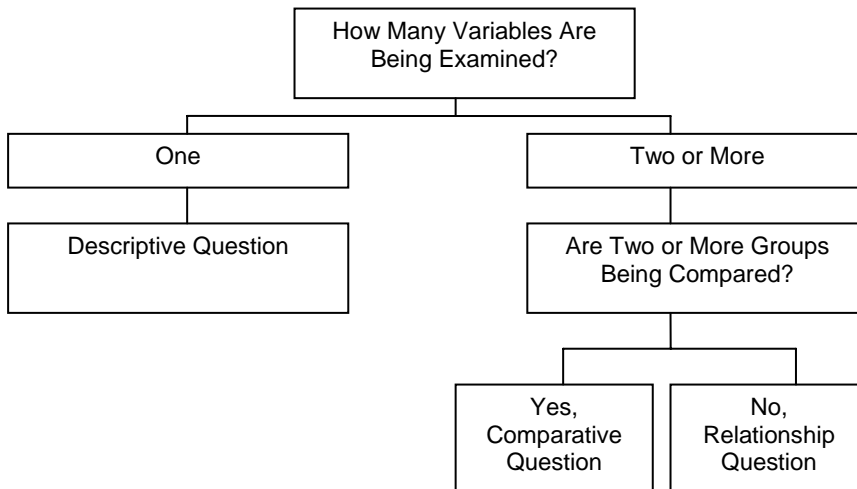 How Many Variables Are
Being Examined?
One
Two or More
Descriptive Question
Are Two or More Groups
Being Compared?
Yes,
Comparative
Question
No,
Relationship
Question